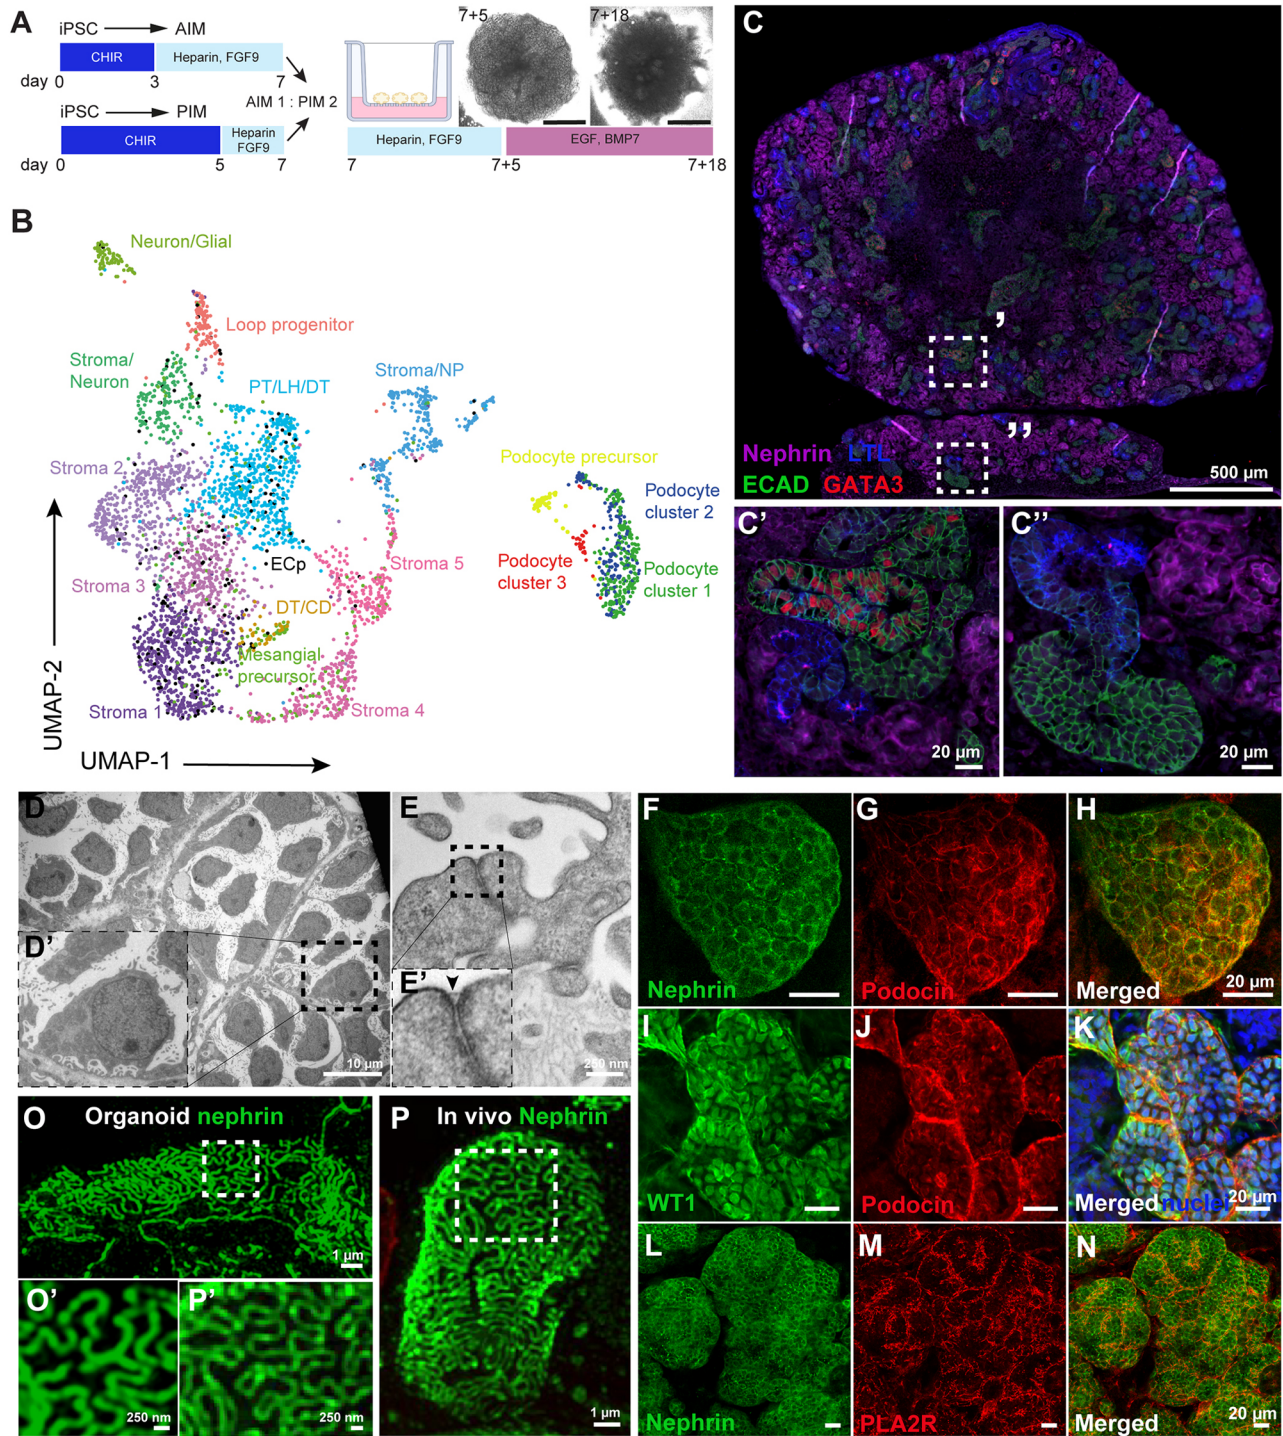 A
iPSC → AIM
CHIR
Heparin, FGF9
day 0 3 7
iPSC → PIM
CHIR
Heparin
FGF9
day 0 5 7
AIM 1 : PIM 2
7+5
7+18
Heparin, FGF9
EGF, BMP7
7 7+5 7+18
B
Neuron/Glial
Loop progenitor
Stroma/
Neuron
PT/LH/DT
Stroma/NP
Stroma 2
Podocyte precursor
Podocyte
cluster 2
ECp
Stroma 5
Podocyte
cluster 3
Podocyte
cluster 1
Stroma 3
DT/CD
Mesangial
precursor
Stroma 1
Stroma 4
UMAP-2
UMAP-1
C
’
’’
Nephrin LTL
ECAD GATA3
500 µm
C’
20 µm
C’’
20 µm
D
D’
10 µm
E
E’
250 nm
F
Nephrin
G
Podocin
H
Merged
20 µm
I
WT1
J
Podocin
K
Merged nuclei
20 µm
L
Nephrin
M
PLA2R
N
Merged
20 µm
O
Organoid nephrin
1 µm
O’
250 nm
P’
250 nm
P
In vivo Nephrin
1 µm